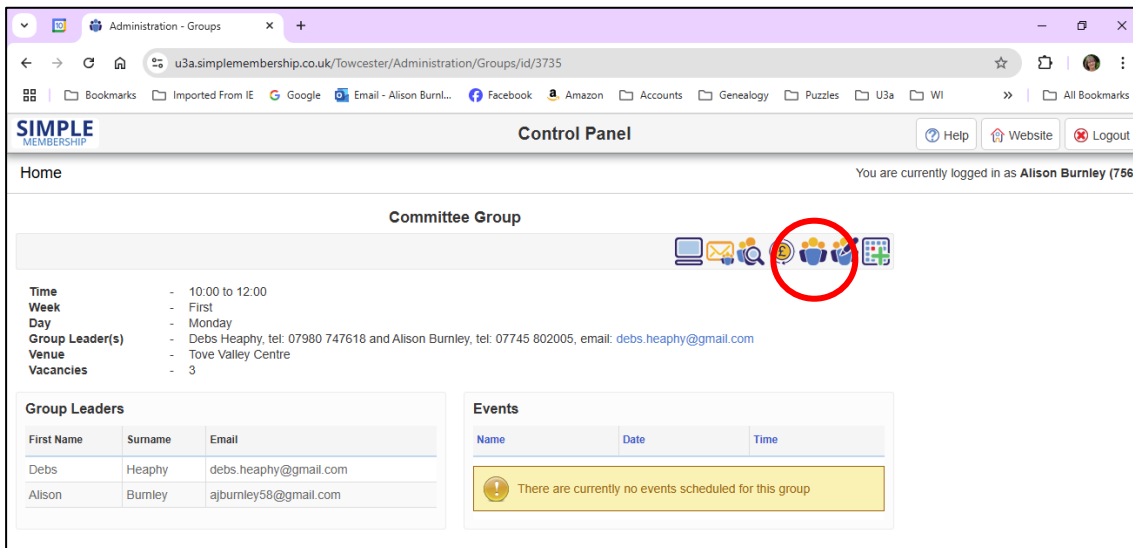 10
Administration - Groups
u3a.simplemembership.co.uk/Towcester/Administration/Groups/id/3735
Bookmarks Imported From IE G Google Email - Alison Burnl... Facebook a Amazon Accounts Genealogy Puzzles U3a WI » All Bookmarks
SIMPLE
MEMBERSHIP
Control Panel
? Help Website Logout
Home
You are currently logged in as Alison Burnley (756
Committee Group
£
Time - 10:00 to 12:00
Week - First
Day - Monday
Group Leader(s) - Debs Heaphy, tel: 07980 747618 and Alison Burnley, tel: 07745 802005, email: debs.heaphy@gmail.com
Venue - Tove Valley Centre
Vacancies - 3
Group Leaders
First Name Surname Email
Debs Heaphy debs.heaphy@gmail.com
Alison Burnley ajburnley58@gmail.com
Events
Name Date Time
There are currently no events scheduled for this group